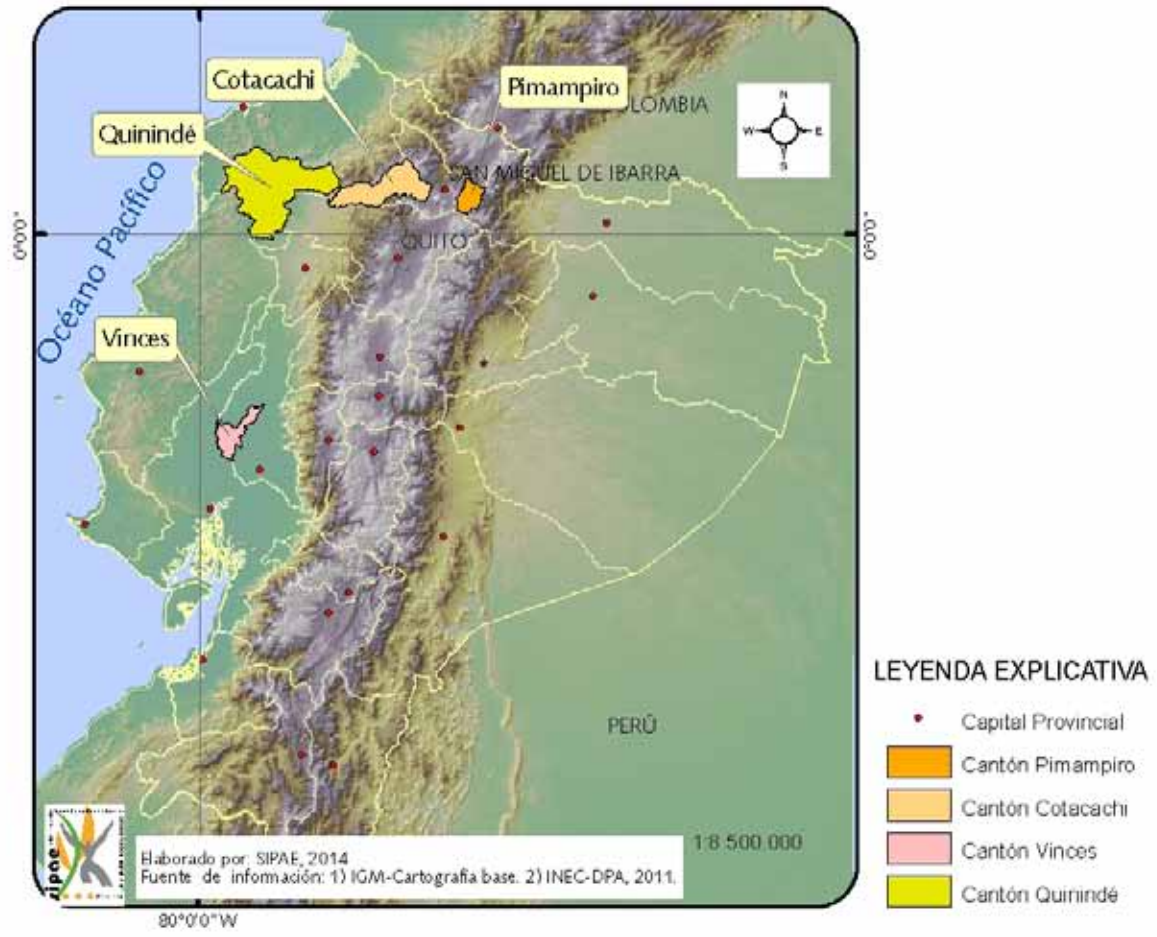 Cotacachi
Pimampiro
COLOMBIA
Quinindé
SAN MIGUEL DE IBARRA
N
W E
S
Océano Pacífico
0°0'0"
0°0'0"
QUITO
Vinces
PERÚ
LEYENDA EXPLICATIVA
Capital Provincial
Cantón Pimampiro
Cantón Cotacachi
Cantón Vinces
Cantón Quinindé
1:8 500 000
sipae
Elaborado por: SIPAE, 2014
Fuente de información: 1) IGM-Cartografía base. 2) INEC-DPA, 2011.
80°0'0"W